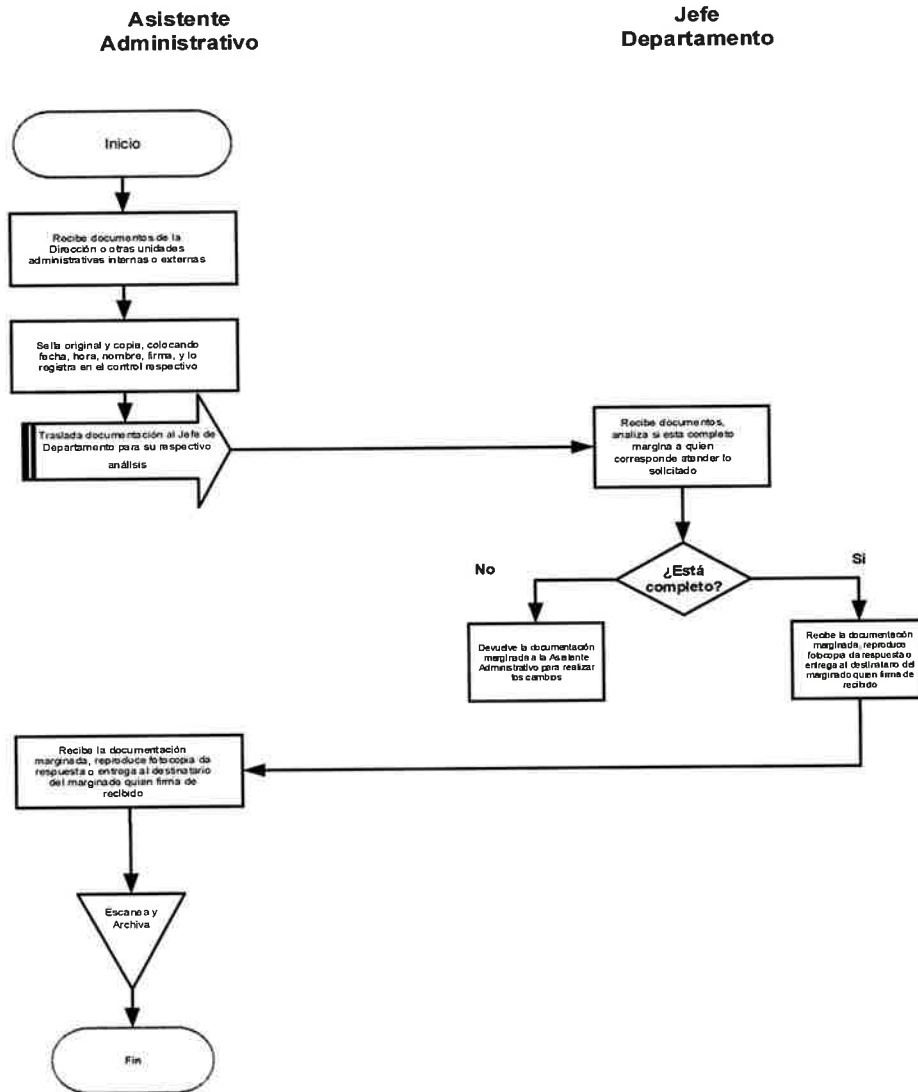 Asistente
Administrativo
Jefe
Departamento
Inicio
Recibe documentos de la
Dirección o otras unidades
administrativas internas o externas
Sella original y copia, colocando
fecha, hora, nombre, firma, y lo
registra en el control respectivo
Traslada documentación al Jefe de
Departamento para su respectivo
análisis
Recibe documentos,
analiza si esta completo
margina a quien
corresponde atender lo
solicitado
¿Está
completo?
No
Si
Devuelve la documentación
marginada a la Asistente
Administrativo para realizar
los cambios
Recibe la documentación
marginada, reproduce
fotocopia da respuesta o
entrega al destinatario del
marginado quien firma de
recibido
Recibe la documentación
marginada, reproduce fotocopia da
respuesta o entrega al destinatario
del marginado quien firma de
recibido
Escanea y
Archiva
Fin